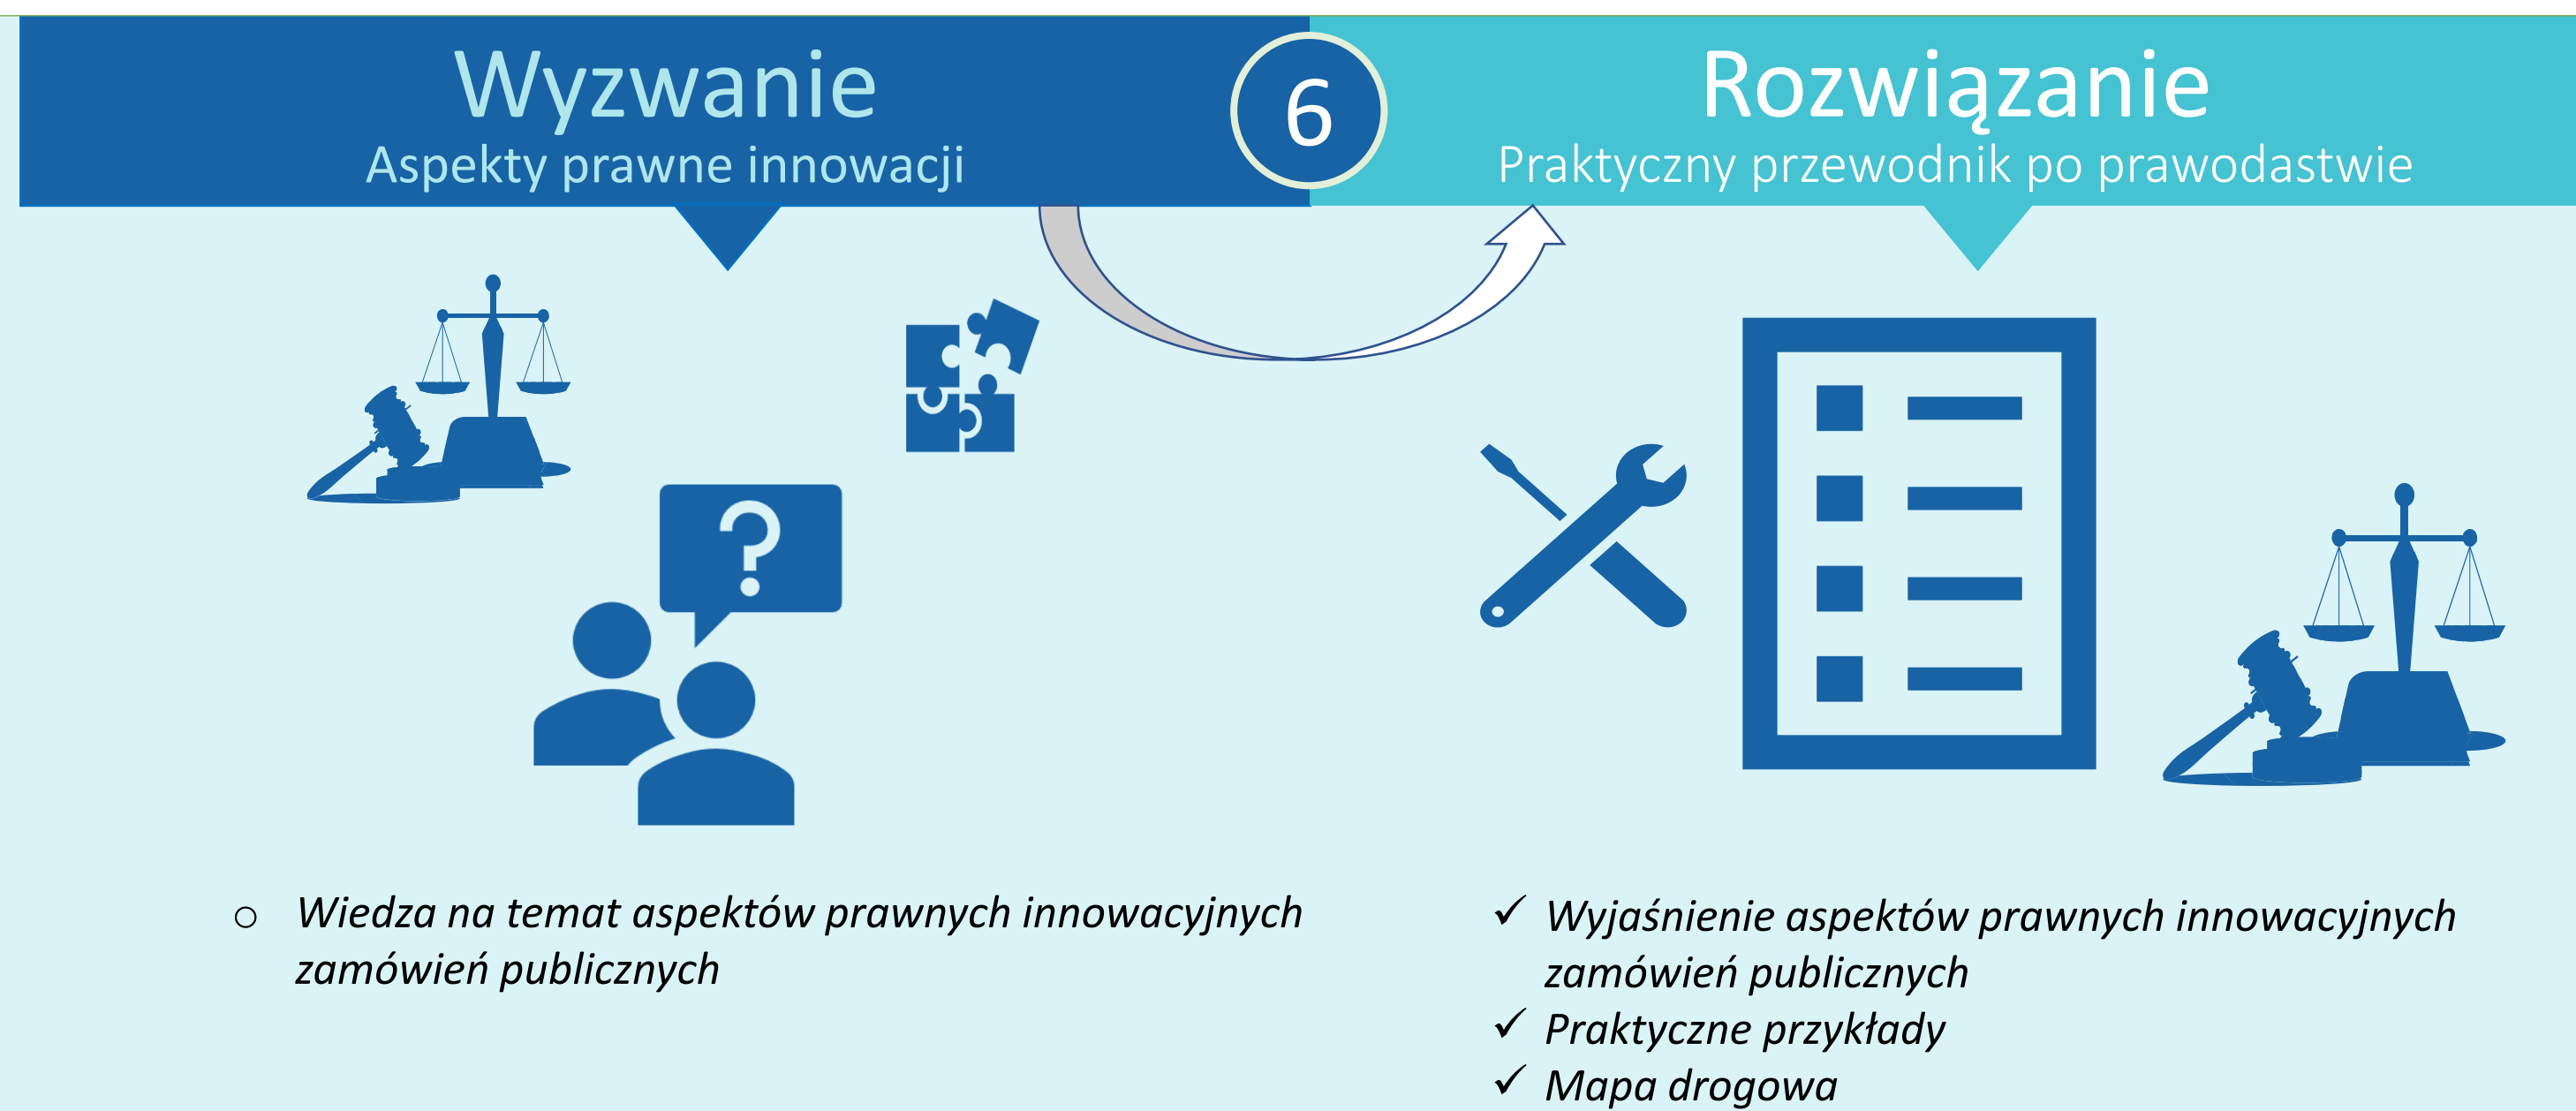 Wyzwanie
Aspekty prawne innowacji
6
Rozwiązanie
Praktyczny przewodnik po prawodastwie
?
o Wiedza na temat aspektów prawnych innowacyjnych
zamówień publicznych
✓ Wyjaśnienie aspektów prawnych innowacyjnych
zamówień publicznych
✓ Praktyczne przykłady
✓ Mapa drogowa